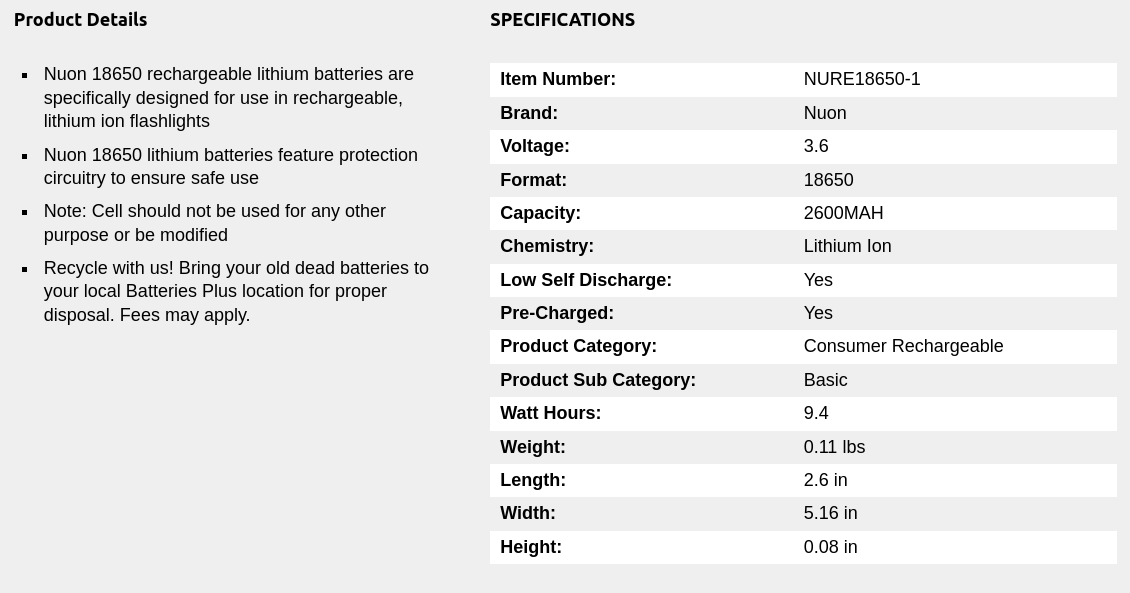 Product Details
Nuon 18650 rechargeable lithium batteries are
specifically designed for use in rechargeable,
lithium ion flashlights
Nuon 18650 lithium batteries feature protection
circuitry to ensure safe use
Note: Cell should not be used for any other
purpose or be modified
Recycle with us! Bring your old dead batteries to
your local Batteries Plus location for proper
disposal. Fees may apply.
SPECIFICATIONS
Item Number: NURE18650-1
Brand: Nuon
Voltage: 3.6
Format: 18650
Capacity: 2600MAH
Chemistry: Lithium Ion
Low Self Discharge: Yes
Pre-Charged: Yes
Product Category: Consumer Rechargeable
Product Sub Category: Basic
Watt Hours: 9.4
Weight: 0.11 lbs
Length: 2.6 in
Width: 5.16 in
Height: 0.08 in